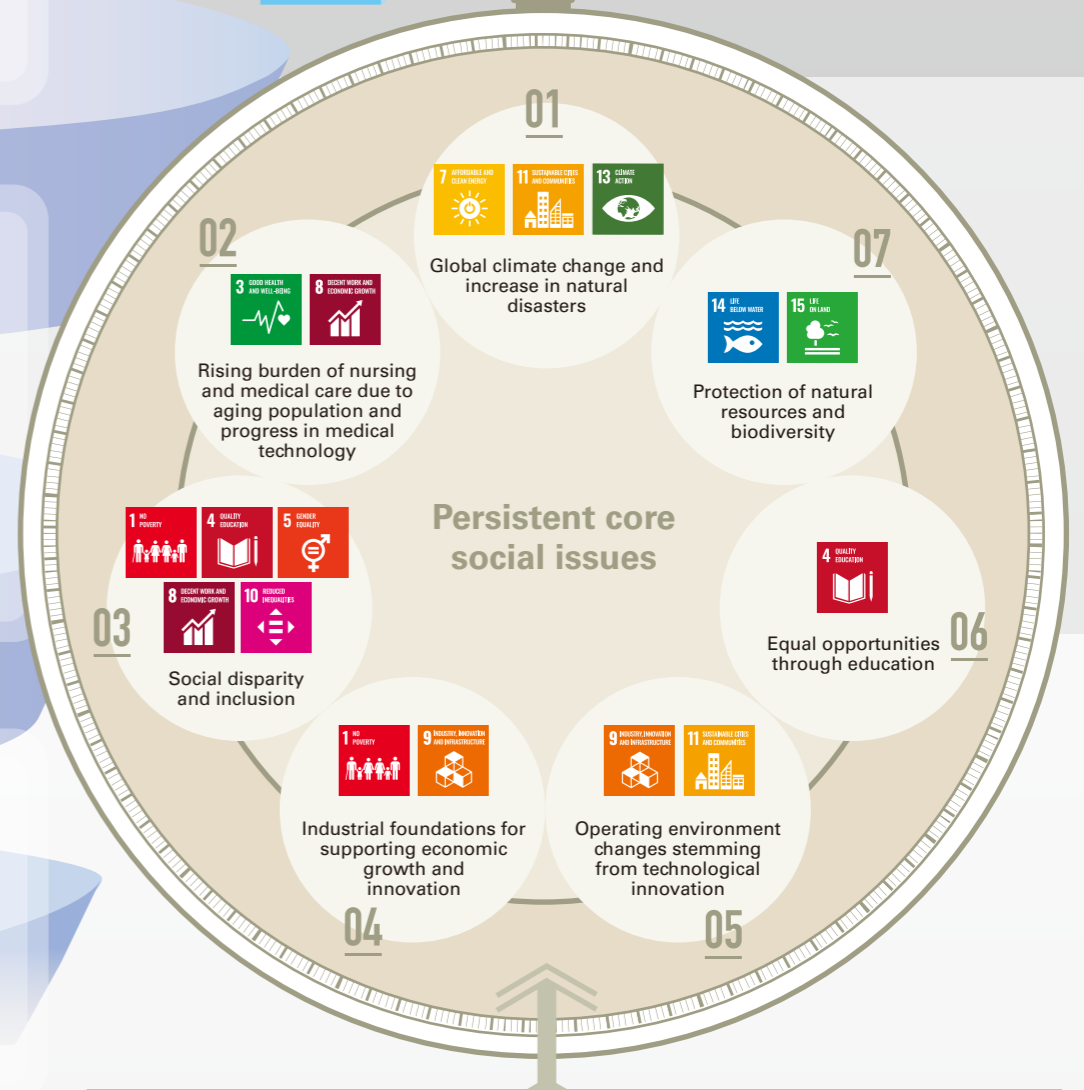 01
7 AFFORDABLE AND
CLEAN ENERGY
11 SUSTAINABLE CITIES
AND COMMUNITIES
13 CLIMATE
ACTION
Global climate change and
increase in natural
disasters
02
3 GOOD HEALTH
AND WELL-BEING
8 DECENT WORK AND
ECONOMIC GROWTH
Rising burden of nursing
and medical care due to
aging population and
progress in medical
technology
07
14 LIFE
BELOW WATER
15 LIFE
ON LAND
Protection of natural
resources and
biodiversity
Persistent core
social issues
1 NO
POVERTY
4 QUALITY
EDUCATION
5 GENDER
EQUALITY
8 DECENT WORK AND
ECONOMIC GROWTH
10 REDUCED
INEQUALITIES
03
Social disparity
and inclusion
4 QUALITY
EDUCATION
Equal opportunities
through education
06
1 NO
POVERTY
9 INDUSTRY, INNOVATION
AND INFRASTRUCTURE
Industrial foundations for
supporting economic
growth and
innovation
04
9 INDUSTRY, INNOVATION
AND INFRASTRUCTURE
11 SUSTAINABLE CITIES
AND COMMUNITIES
Operating environment
changes stemming
from technological
innovation
05